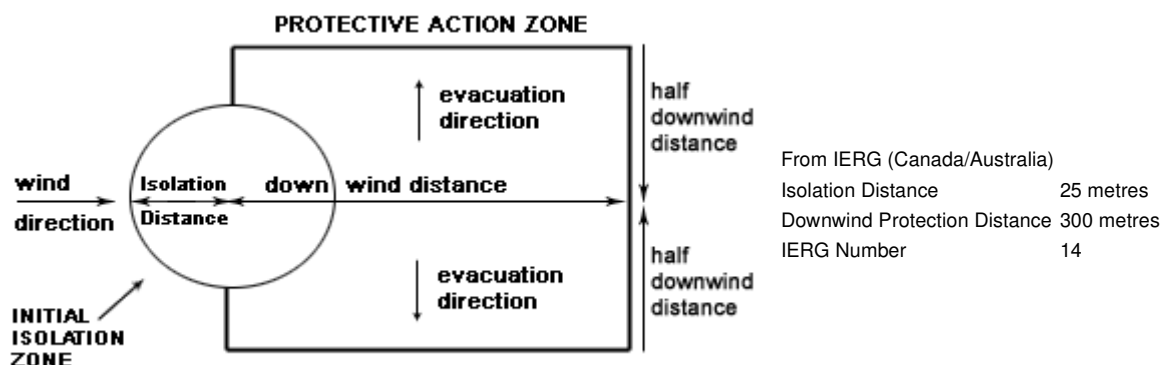 PROTECTIVE ACTION ZONE
evacuation
direction
half
downwind
distance
wind
direction
Isolation
Distance
down wind distance
evacuation
direction
half
downwind
distance
INITIAL
ISOLATION
ZONE
From IERG (Canada/Australia)
Isolation Distance 25 metres
Downwind Protection Distance 300 metres
IERG Number 14